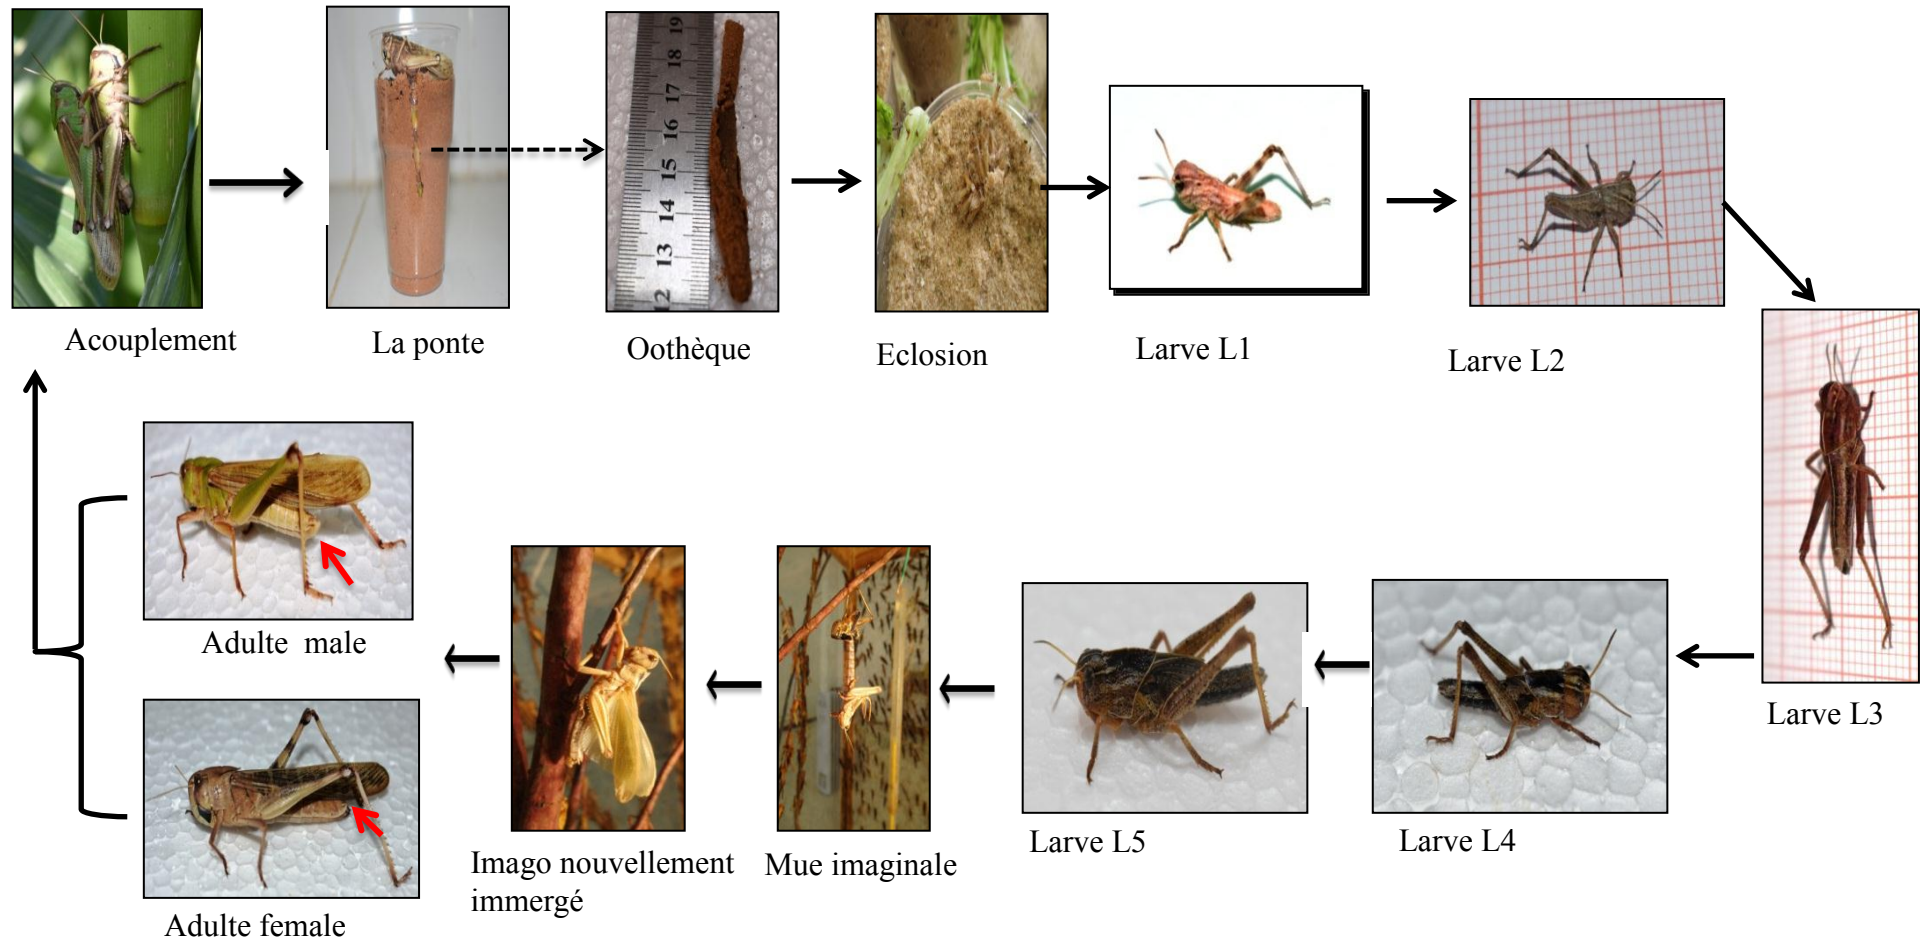 19
18
17
16
15
14
13
12
Acouplement
La ponte
Oothèque
Eclosion
Larve L1
Larve L2
Larve L3
Adulte male
Larve L5
Larve L4
Imago nouvellement
immergé
Mue imaginale
Adulte female